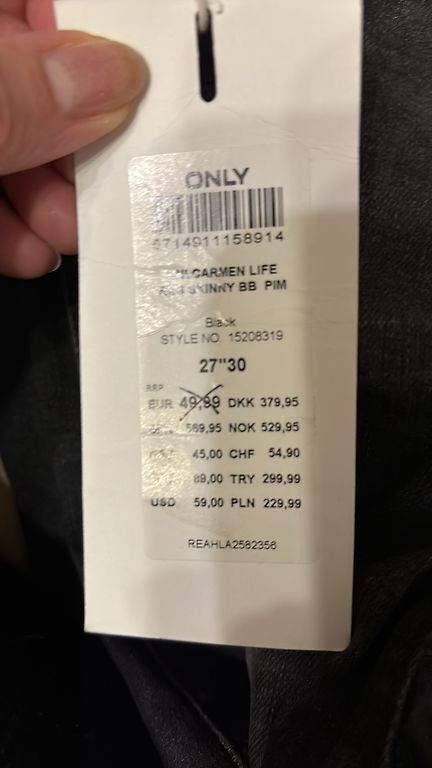 ONLY
5714911158914
CARMEN LIFE
SKINNY BB PIM
Black
STYLE NO. 15208319
27"30
RRP
EUR 49,99 DKK 379,95
569,95 NOK 529,95
45,00 CHF 54,90
89,00 TRY 299,99
USD 59,00 PLN 229,99
REAHLA2582356